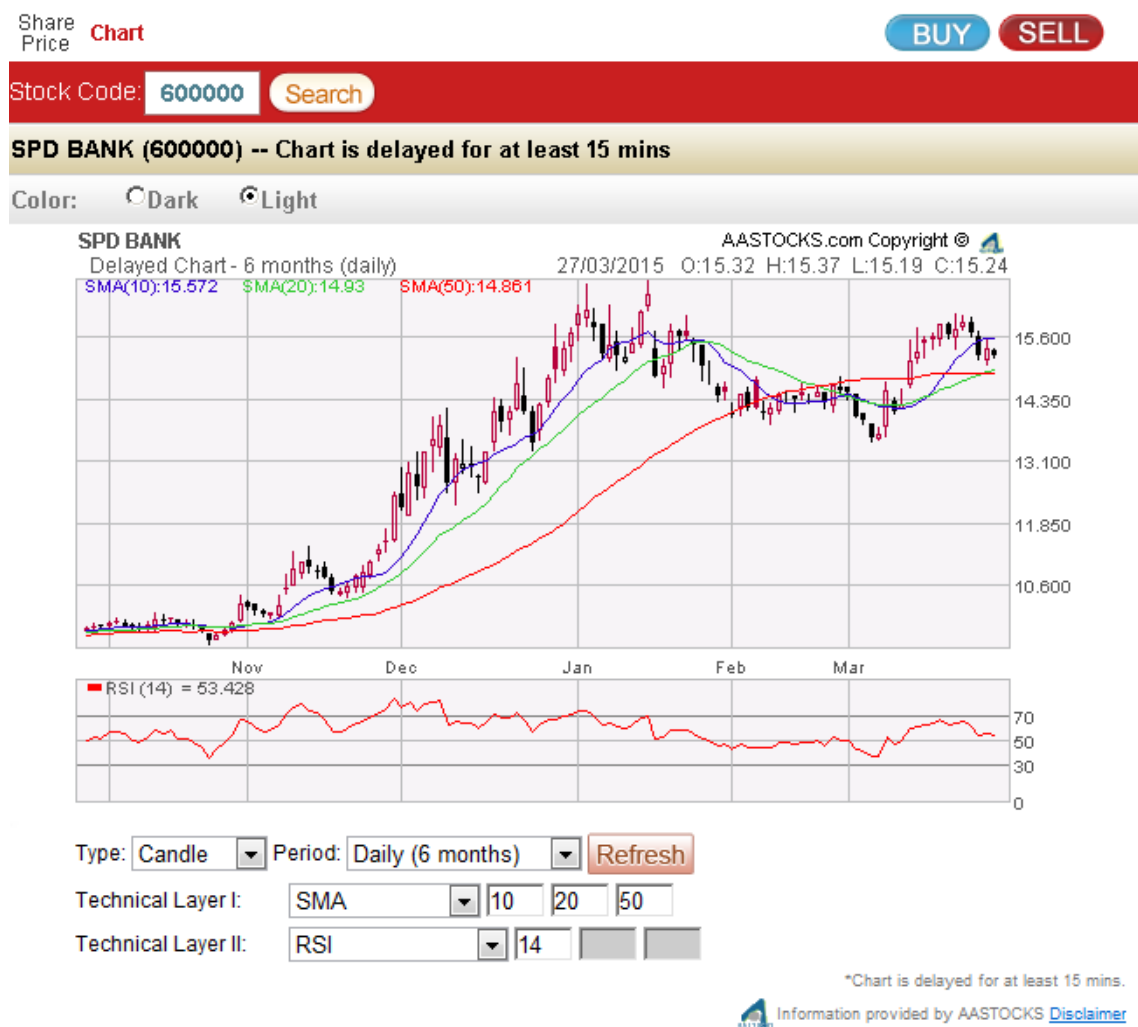 Share
Price Chart BUY SELL
Stock Code: 600000 Search
SPD BANK (600000) -- Chart is delayed for at least 15 mins
Color: Dark Light
SPD BANK AASTOCKS.com Copyright ©
Delayed Chart - 6 months (daily) 27/03/2015 O:15.32 H:15.37 L:15.19 C:15.24
SMA(10):15.572 SMA(20):14.93 SMA(50):14.861
15.600
14.350
13.100
11.850
10.600
Nov Dec Jan Feb Mar
RSI (14) = 53.428
70
50
30
0
Type: Candle Period: Daily (6 months) Refresh
Technical Layer I: SMA 10 20 50
Technical Layer II: RSI 14
*Chart is delayed for at least 15 mins.
Information provided by AASTOCKS Disclaimer